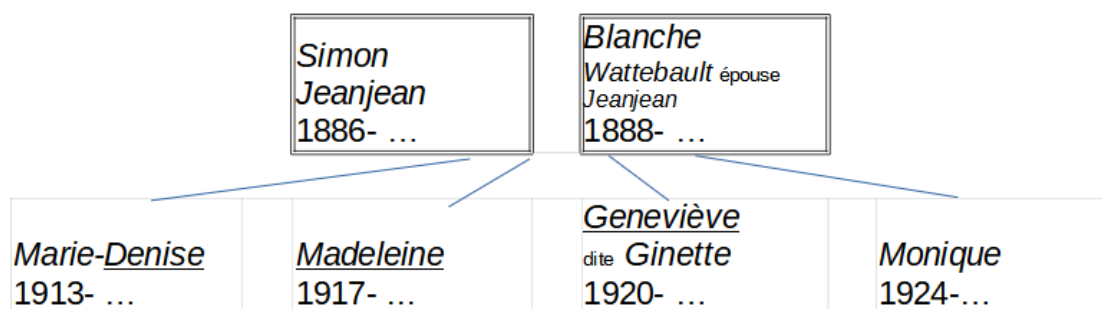 Simon
Jeanjean
1886- …
Blanche
Wattebault épouse
Jeanjean
1888- …
Marie-Denise
1913- …
Madeleine
1917- …
Geneviève
dite Ginette
1920- …
Monique
1924-…